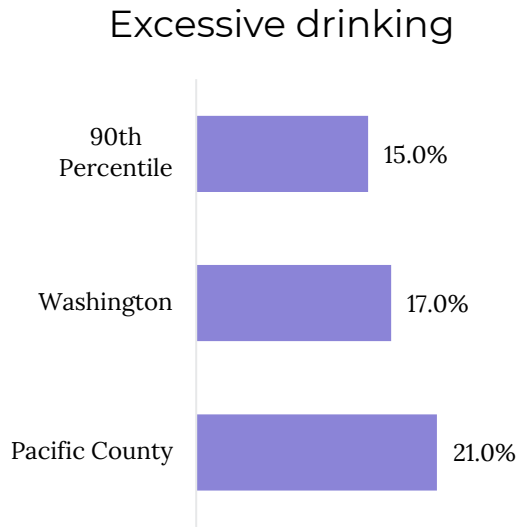 Excessive drinking
90th
Percentile
15.0%
Washington
17.0%
Pacific County
21.0%